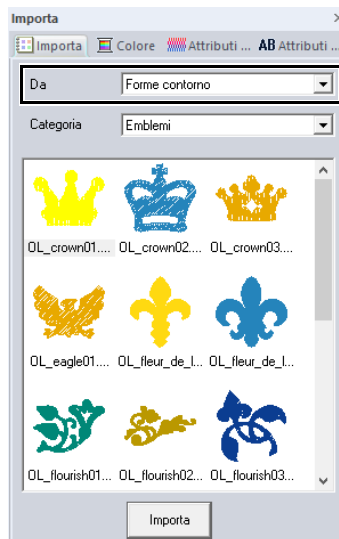 Importa
Importa Colore Attributi ... AB Attributi ...
Da Forme contorno
Categoria Emblemi
OL_crown01.... OL_crown02.... OL_crown03....
OL_eagle01.... OL_fleur_de_l... OL_fleur_de_l...
OL_flourish01... OL_flourish02... OL_flourish03...
Importa